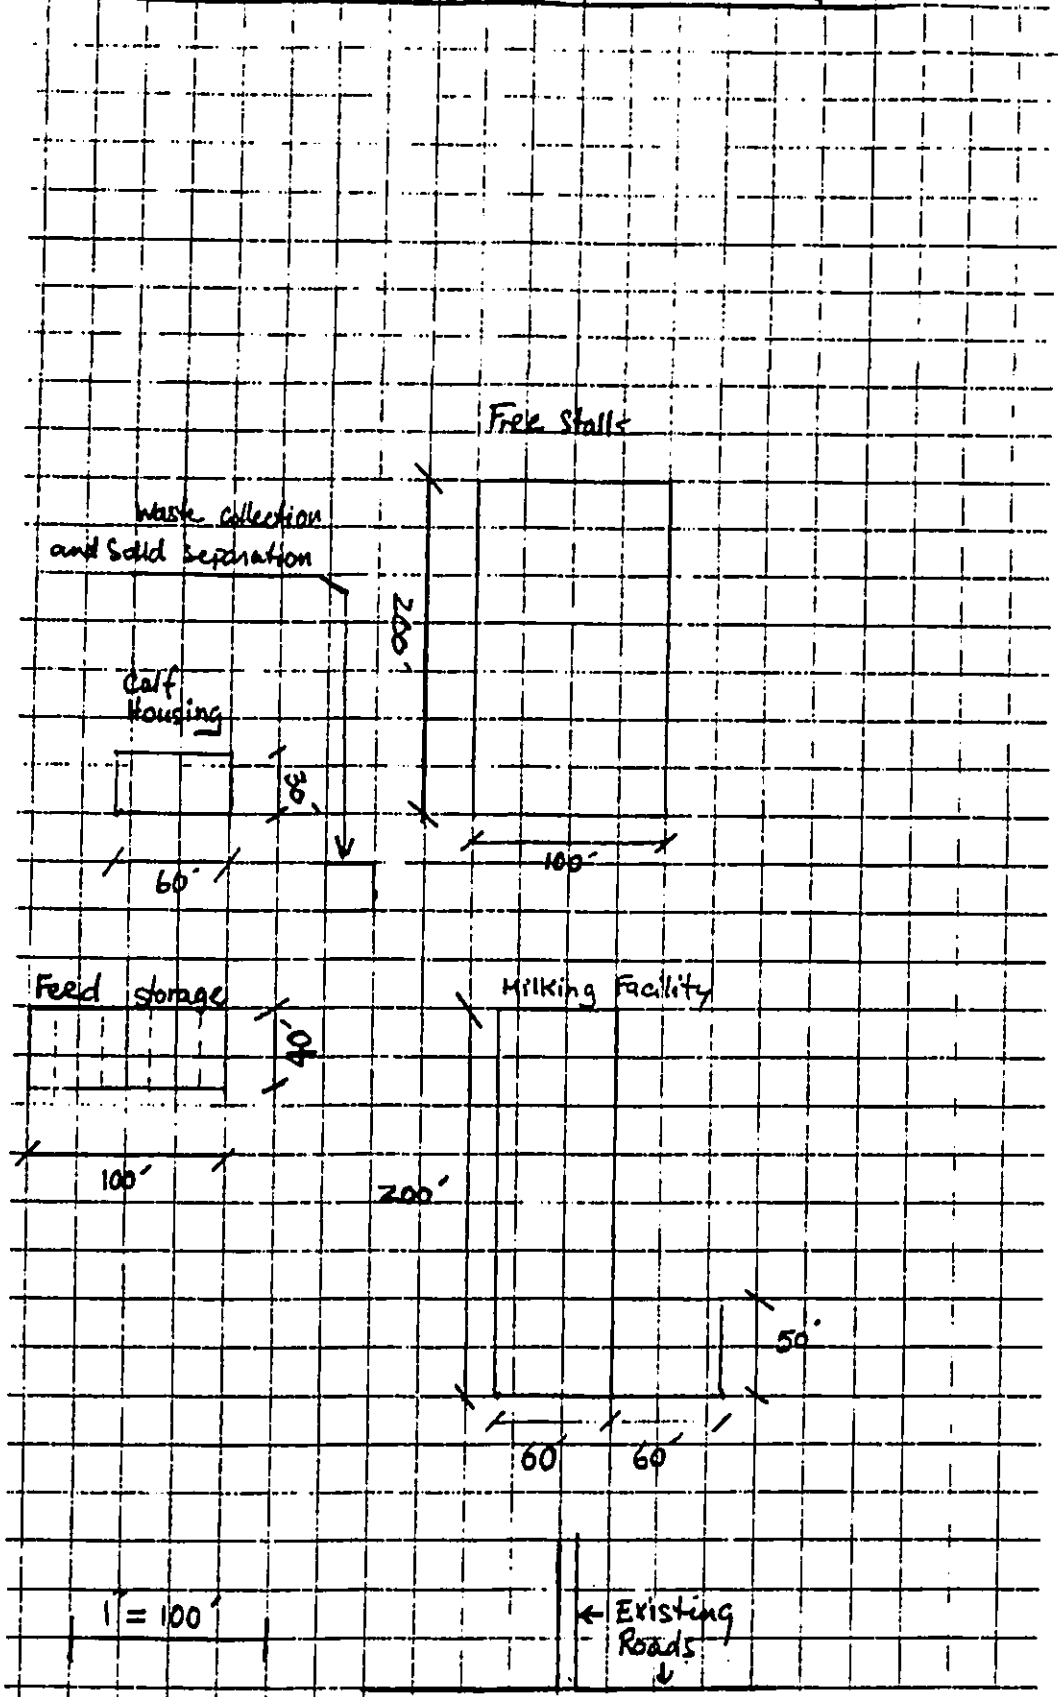 Free Stalls
Waste collection
and Solid separation
200'
Calf
Housing
30'
100'
60'
Feed storage
Milking Facility
40'
100'
200'
50'
60' 60'
1" = 100'
← Existing
Roads
↓